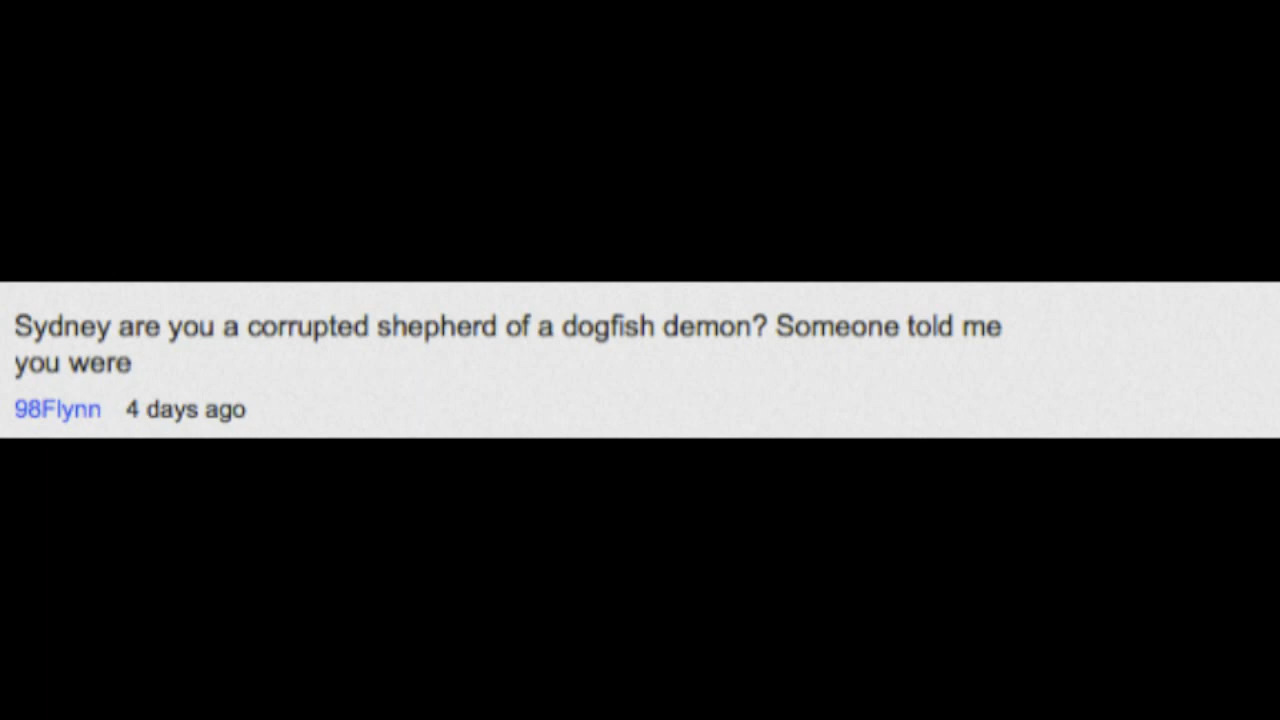 Sydney are you a corrupted shepherd of a dogfish demon? Someone told me
you were
98Flynn 4 days ago